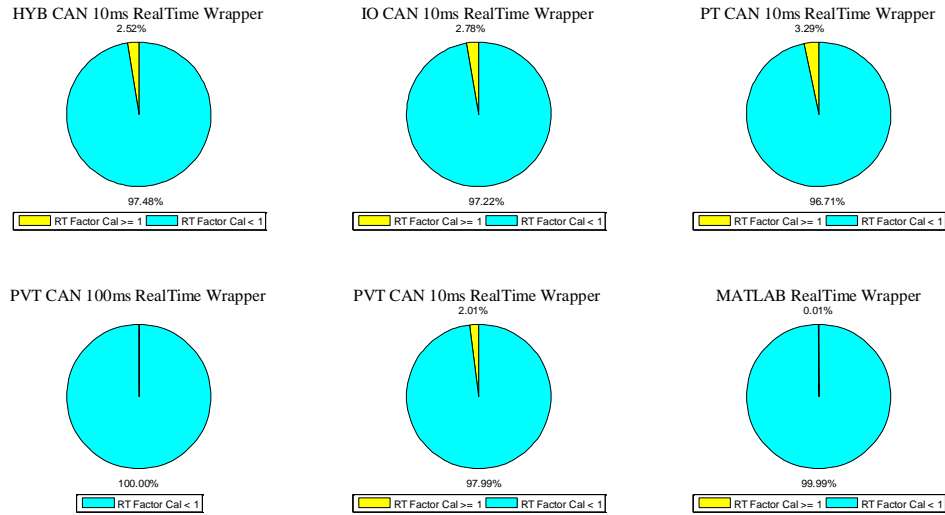 HYB CAN 10ms RealTime Wrapper
2.52%
97.48%
RT Factor Cal >= 1 RT Factor Cal < 1
IO CAN 10ms RealTime Wrapper
2.78%
97.22%
RT Factor Cal >= 1 RT Factor Cal < 1
PT CAN 10ms RealTime Wrapper
3.29%
96.71%
RT Factor Cal >= 1 RT Factor Cal < 1
PVT CAN 100ms RealTime Wrapper
100.00%
RT Factor Cal < 1
PVT CAN 10ms RealTime Wrapper
2.01%
97.99%
RT Factor Cal >= 1 RT Factor Cal < 1
MATLAB RealTime Wrapper
0.01%
99.99%
RT Factor Cal >= 1 RT Factor Cal < 1